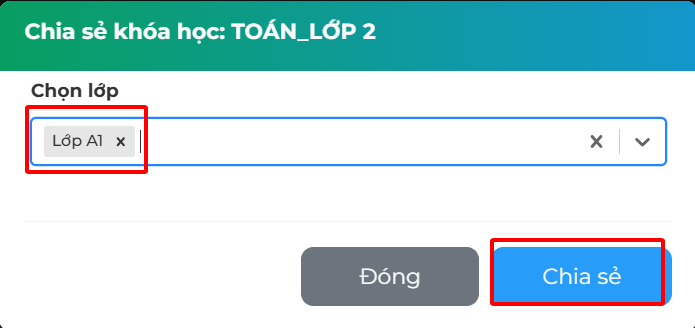 Chia sẻ khóa học: TOÁN_LỚP 2
Chọn lớp
Lớp A1
Đóng
Chia sẻ